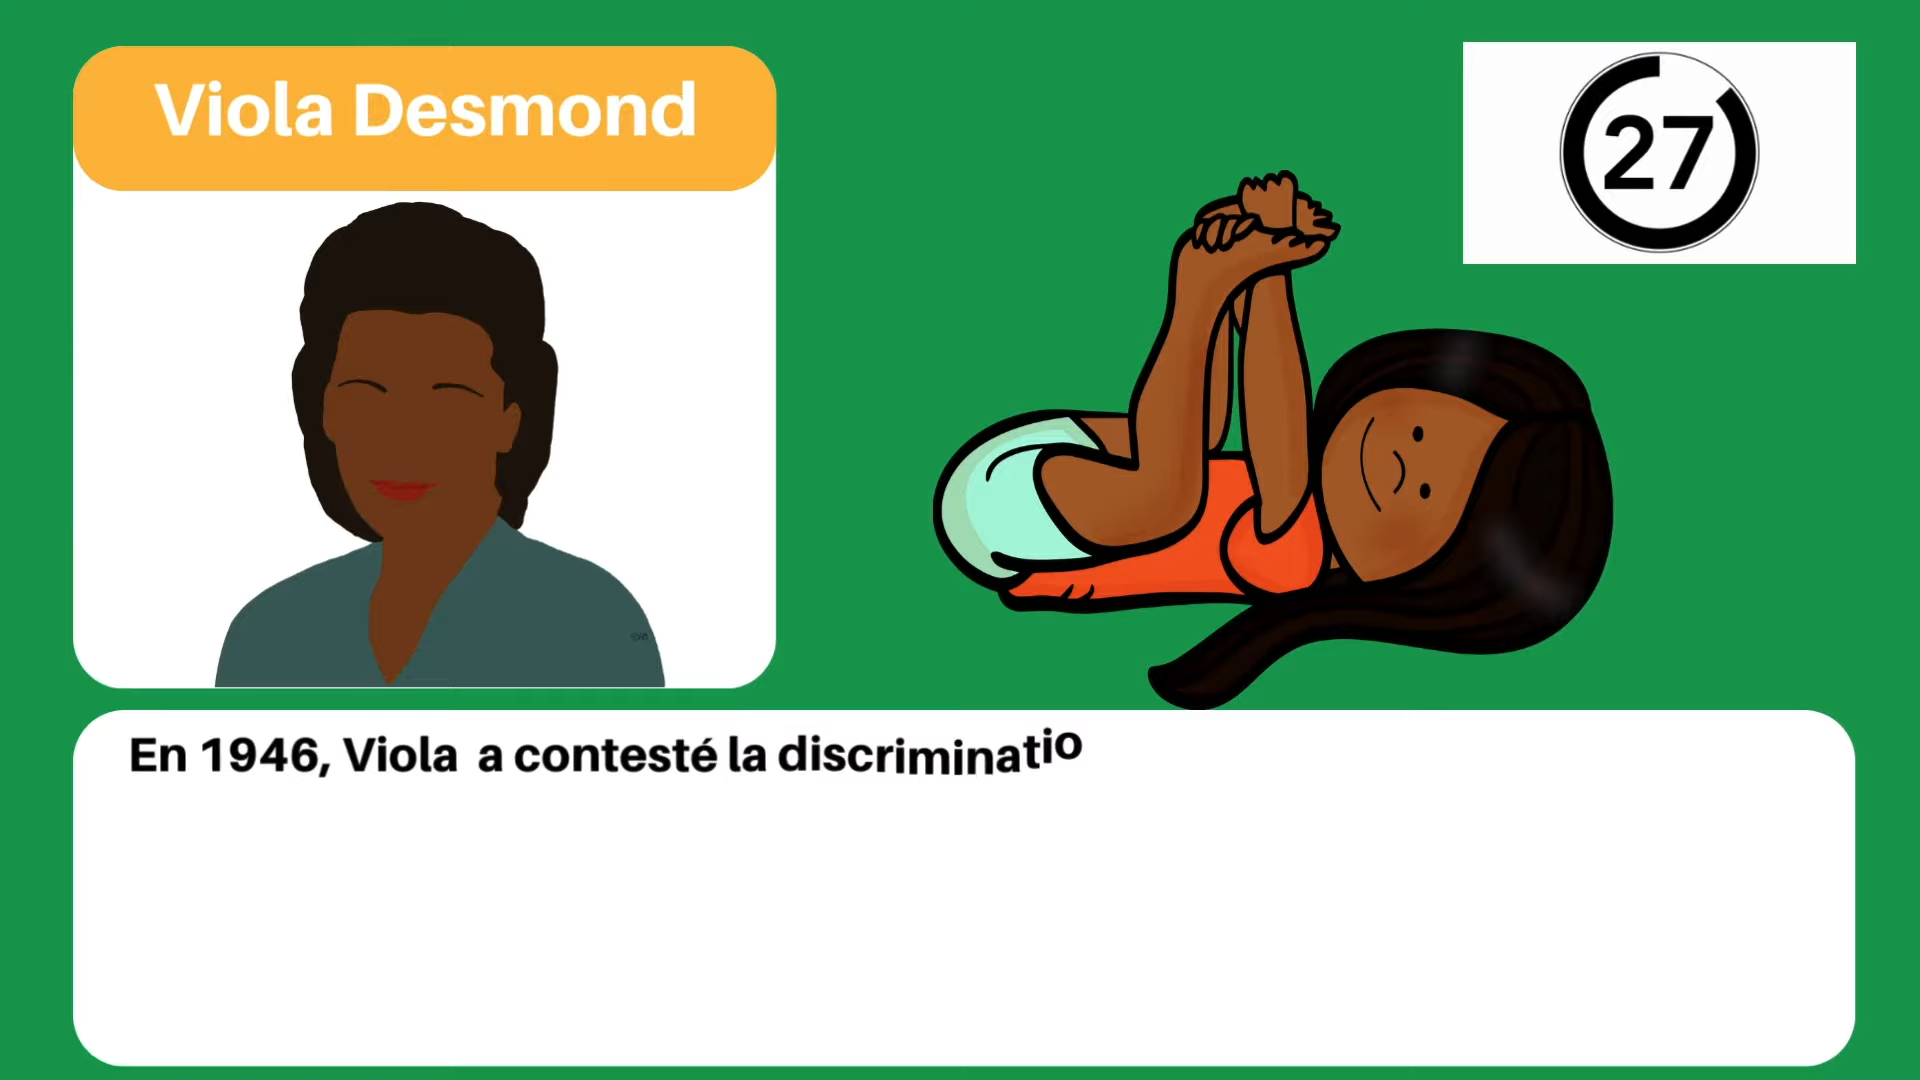 Viola Desmond
27
En 1946, Viola a contesté la discriminatio